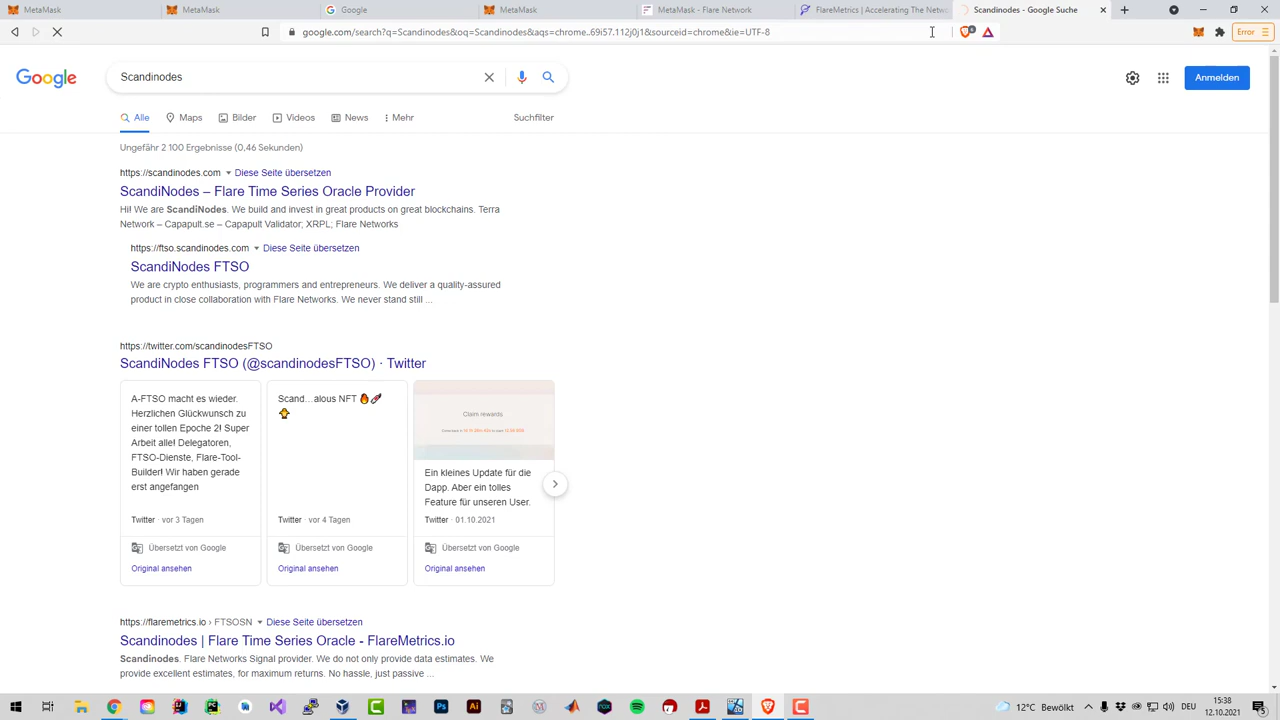 MetaMask
MetaMask
Google
MetaMask
MetaMask - Flare Network
FlareMetrics | Accelerating The Netwo
Scandinodes - Google Suche
google.com/search?q=Scandinodes&oq=Scandinodes&aqs=chrome..69i57.112j0j1&sourceid=chrome&ie=UTF-8
Error
Google
Scandinodes
Anmelden
Alle
Maps
Bilder
Videos
News
Mehr
Suchfilter
Ungefähr 2 100 Ergebnisse (0,46 Sekunden)
https://scandinodes.com
Diese Seite übersetzen
ScandiNodes – Flare Time Series Oracle Provider
Hi! We are ScandiNodes. We build and invest in great products on great blockchains. Terra
Network – Capapult.se – Capapult Validator; XRPL; Flare Networks
https://ftso.scandinodes.com
Diese Seite übersetzen
ScandiNodes FTSO
We are crypto enthusiasts, programmers and entrepreneurs. We deliver a quality-assured
product in close collaboration with Flare Networks. We never stand still ...
https://twitter.com/scandinodesFTSO
ScandiNodes FTSO (@scandinodesFTSO) · Twitter
A-FTSO macht es wieder.
Herzlichen Glückwunsch zu
einer tollen Epoche 2! Super
Arbeit alle! Delegatoren,
FTSO-Dienste, Flare-Tool-
Builder! Wir haben gerade
erst angefangen
Twitter · vor 3 Tagen
Übersetzt von Google
Original ansehen
Scand…alous NFT
Twitter · vor 4 Tagen
Übersetzt von Google
Original ansehen
Claim rewards
Ein kleines Update für die
Dapp. Aber ein tolles
Feature für unseren User.
Twitter · 01.10.2021
Übersetzt von Google
Original ansehen
https://flaremetrics.io › FTSOSN
Diese Seite übersetzen
Scandinodes | Flare Time Series Oracle - FlareMetrics.io
Scandinodes. Flare Networks Signal provider. We do not only provide data estimates. We
provide excellent estimates, for maximum returns. No hassle, just passive ...
12°C Bewölkt
DEU
15:38
12.10.2021